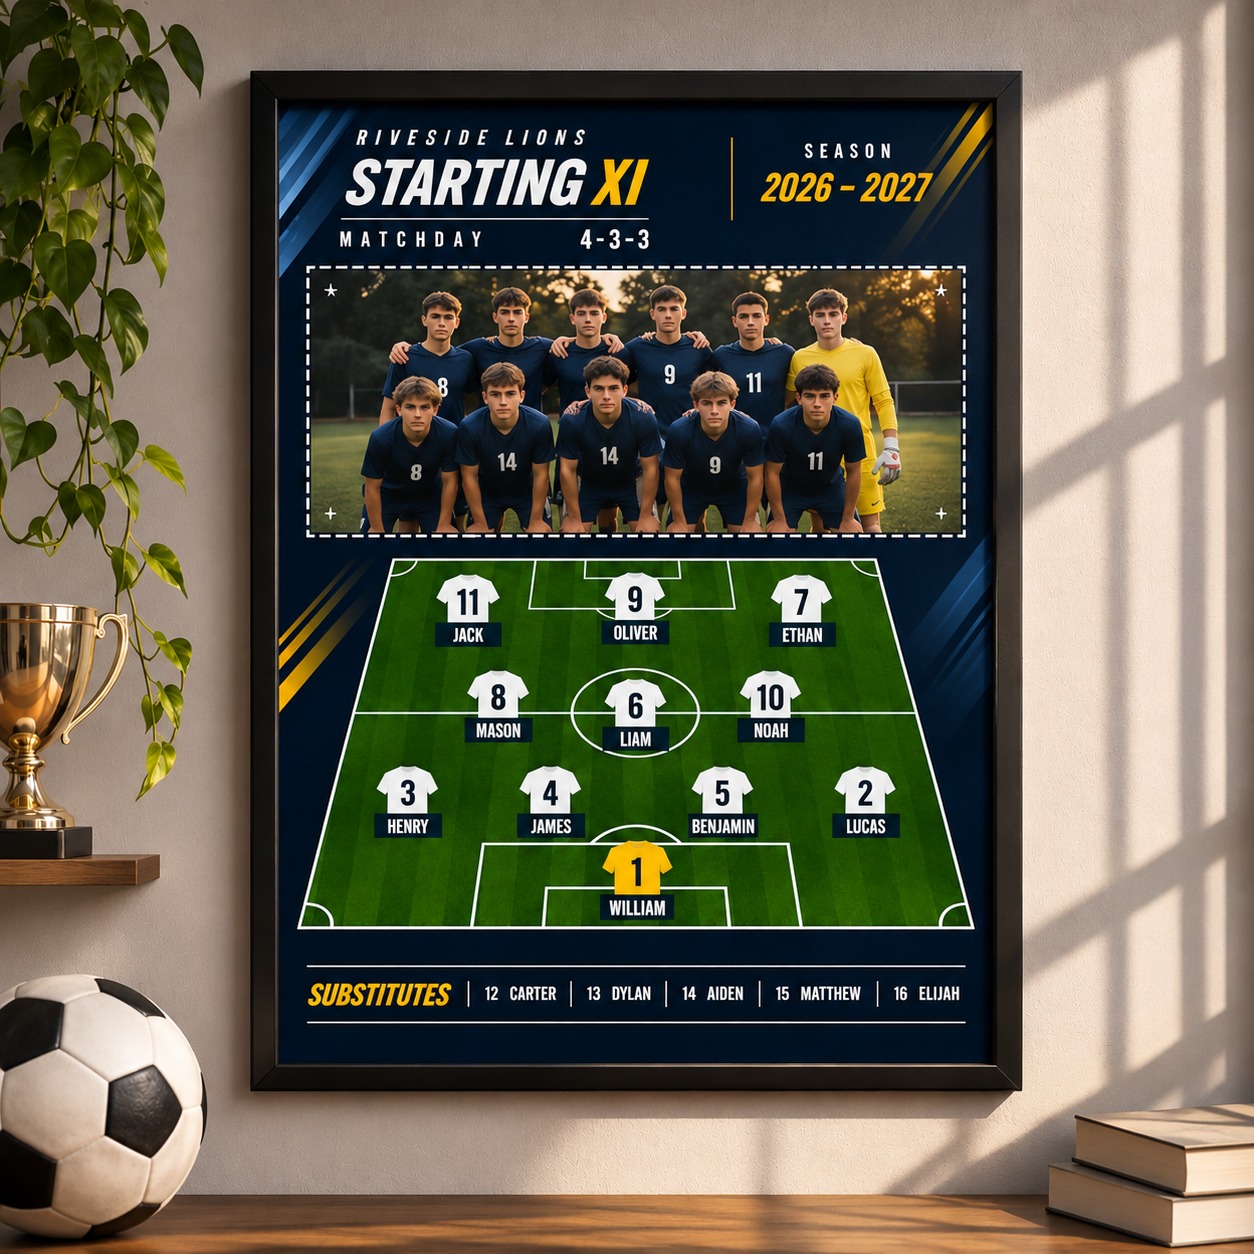 RIVESIDE LIONS
STARTING XI
MATCHDAY 4-3-3
SEASON
2026 - 2027
8
9
11
8
14
14
9
11
11
JACK
9
OLIVER
7
ETHAN
8
MASON
6
LIAM
10
NOAH
3
HENRY
4
JAMES
5
BENJAMIN
2
LUCAS
1
WILLIAM
SUBSTITUTES | 12 CARTER | 13 DYLAN | 14 AIDEN | 15 MATTHEW | 16 ELIJAH